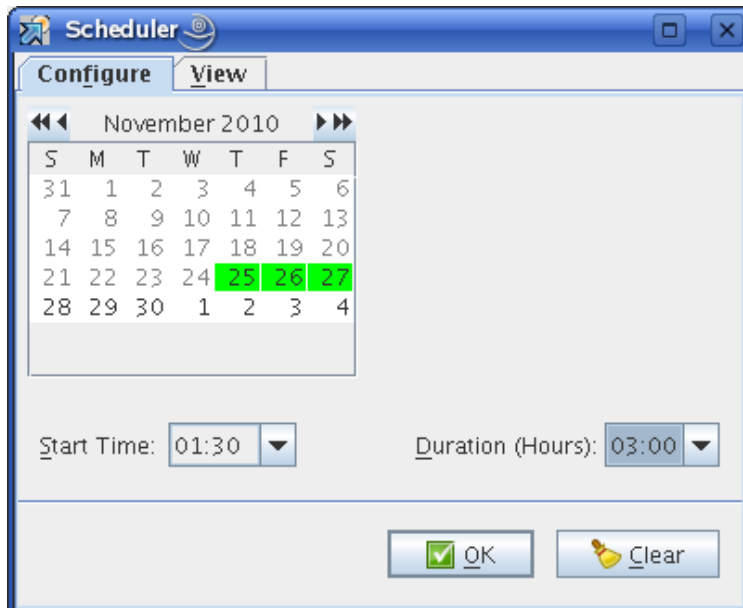 Scheduler
Configure View
November 2010
S M T W T F S
31 1 2 3 4 5 6
7 8 9 10 11 12 13
14 15 16 17 18 19 20
21 22 23 24 25 26 27
28 29 30 1 2 3 4
Start Time: 01:30 Duration (Hours): 03:00
OK Clear